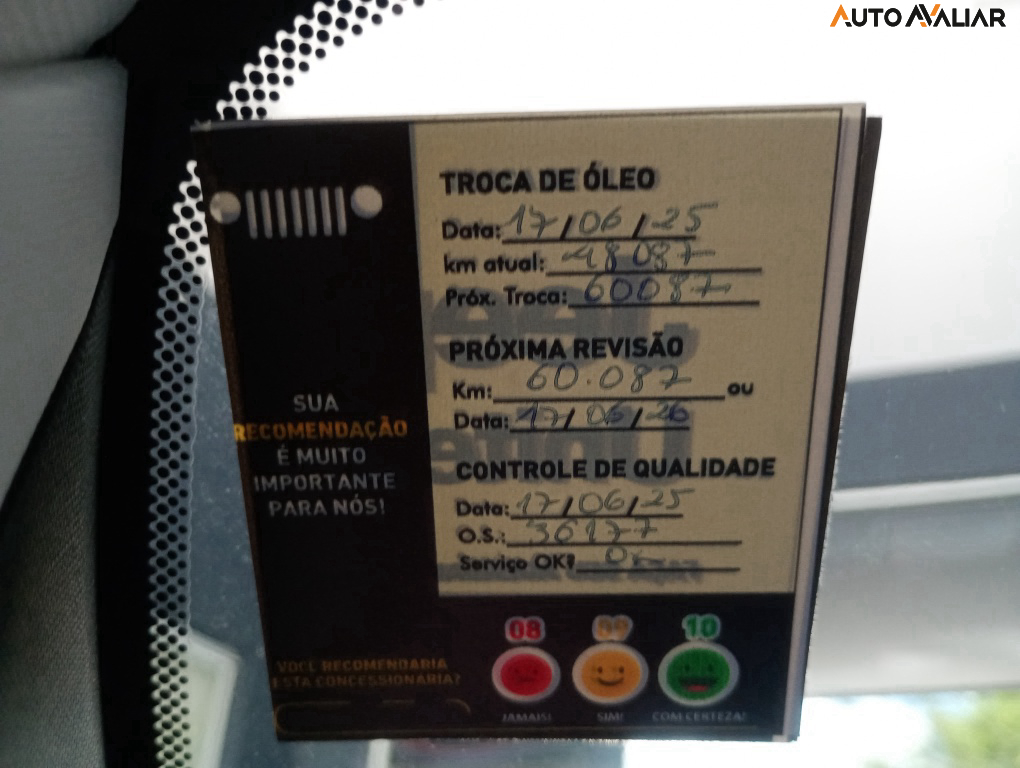 AUTO AVALIAR
TROCA DE ÓLEO
Data: 17/06/25
km atual: 48087
Próx. Troca: 60087
PRÓXIMA REVISÃO
Km: 60.087 ou
Data: 17/06/26
CONTROLE DE QUALIDADE
Data: 17/06/25
O.S.: 36177
Serviço OK?
SUA
RECOMENDAÇÃO
É MUITO
IMPORTANTE
PARA NÓS!
VOCÊ RECOMENDARIA
ESTA CONCESSIONÁRIA?
08 09 10
JAMAIS! SIM! COM CERTEZA!